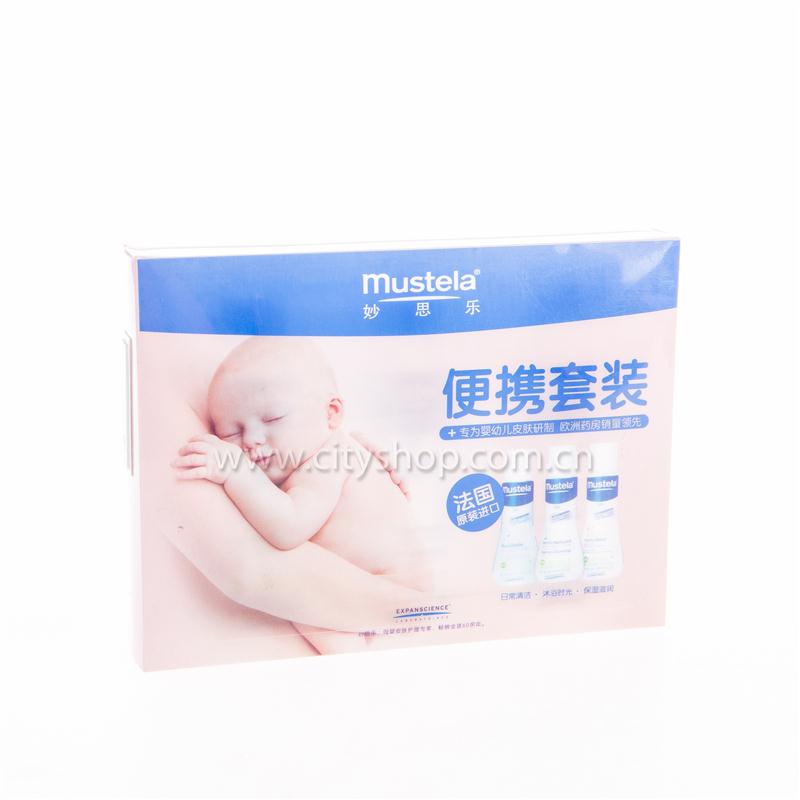 mustela®
妙思乐
便携套装
+ 专为婴幼儿皮肤研制 欧洲药房销量领先
www.cityshop.com.cn
法国
原装进口
mustela mustela mustela
日常清洁·沐浴时光·保湿滋润
EXPANSCIENCE
LABORATOIRES